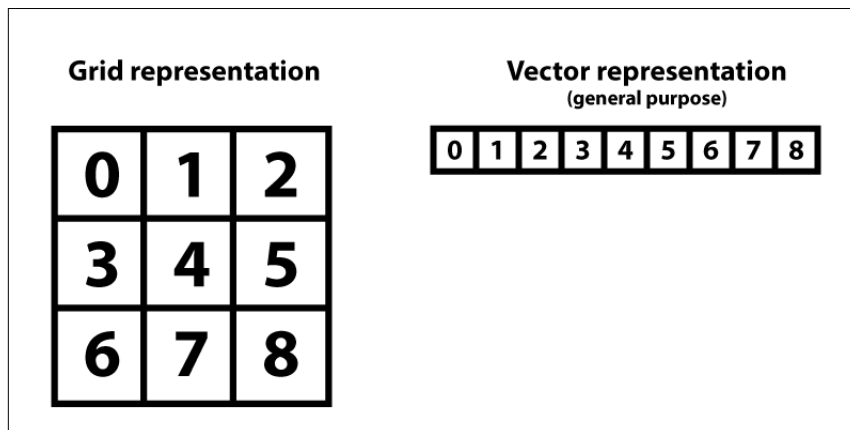 Grid representation
0 1 2
3 4 5
6 7 8
Vector representation
(general purpose)
0 1 2 3 4 5 6 7 8